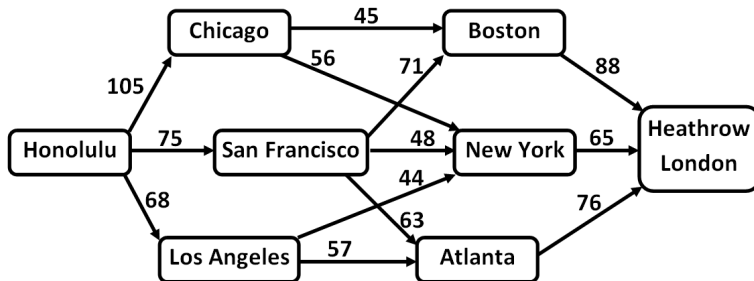 45
Chicago
Boston
56
71
88
105
Heathrow
London
75
48
65
Honolulu
San Francisco
New York
44
68
63
76
57
Los Angeles
Atlanta